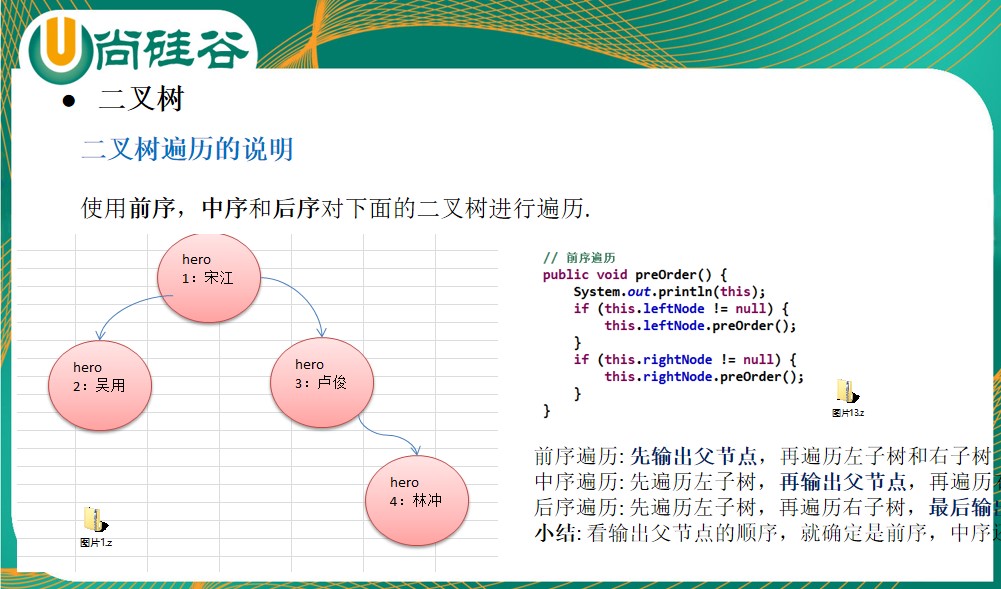 尚硅谷
● 二叉树
二叉树遍历的说明
使用前序，中序和后序对下面的二叉树进行遍历.
hero
1：宋江
hero
2：吴用
hero
3：卢俊
hero
4：林冲
图片1.z
// 前序遍历
public void preOrder() {
System.out.println(this);
if (this.leftNode != null) {
this.leftNode.preOrder();
}
if (this.rightNode != null) {
this.rightNode.preOrder();
}
}
图片13.z
前序遍历: 先输出父节点，再遍历左子树和右子树
中序遍历: 先遍历左子树，再输出父节点，再遍历
后序遍历: 先遍历左子树，再遍历右子树，最后输
小结: 看输出父节点的顺序，就确定是前序，中序